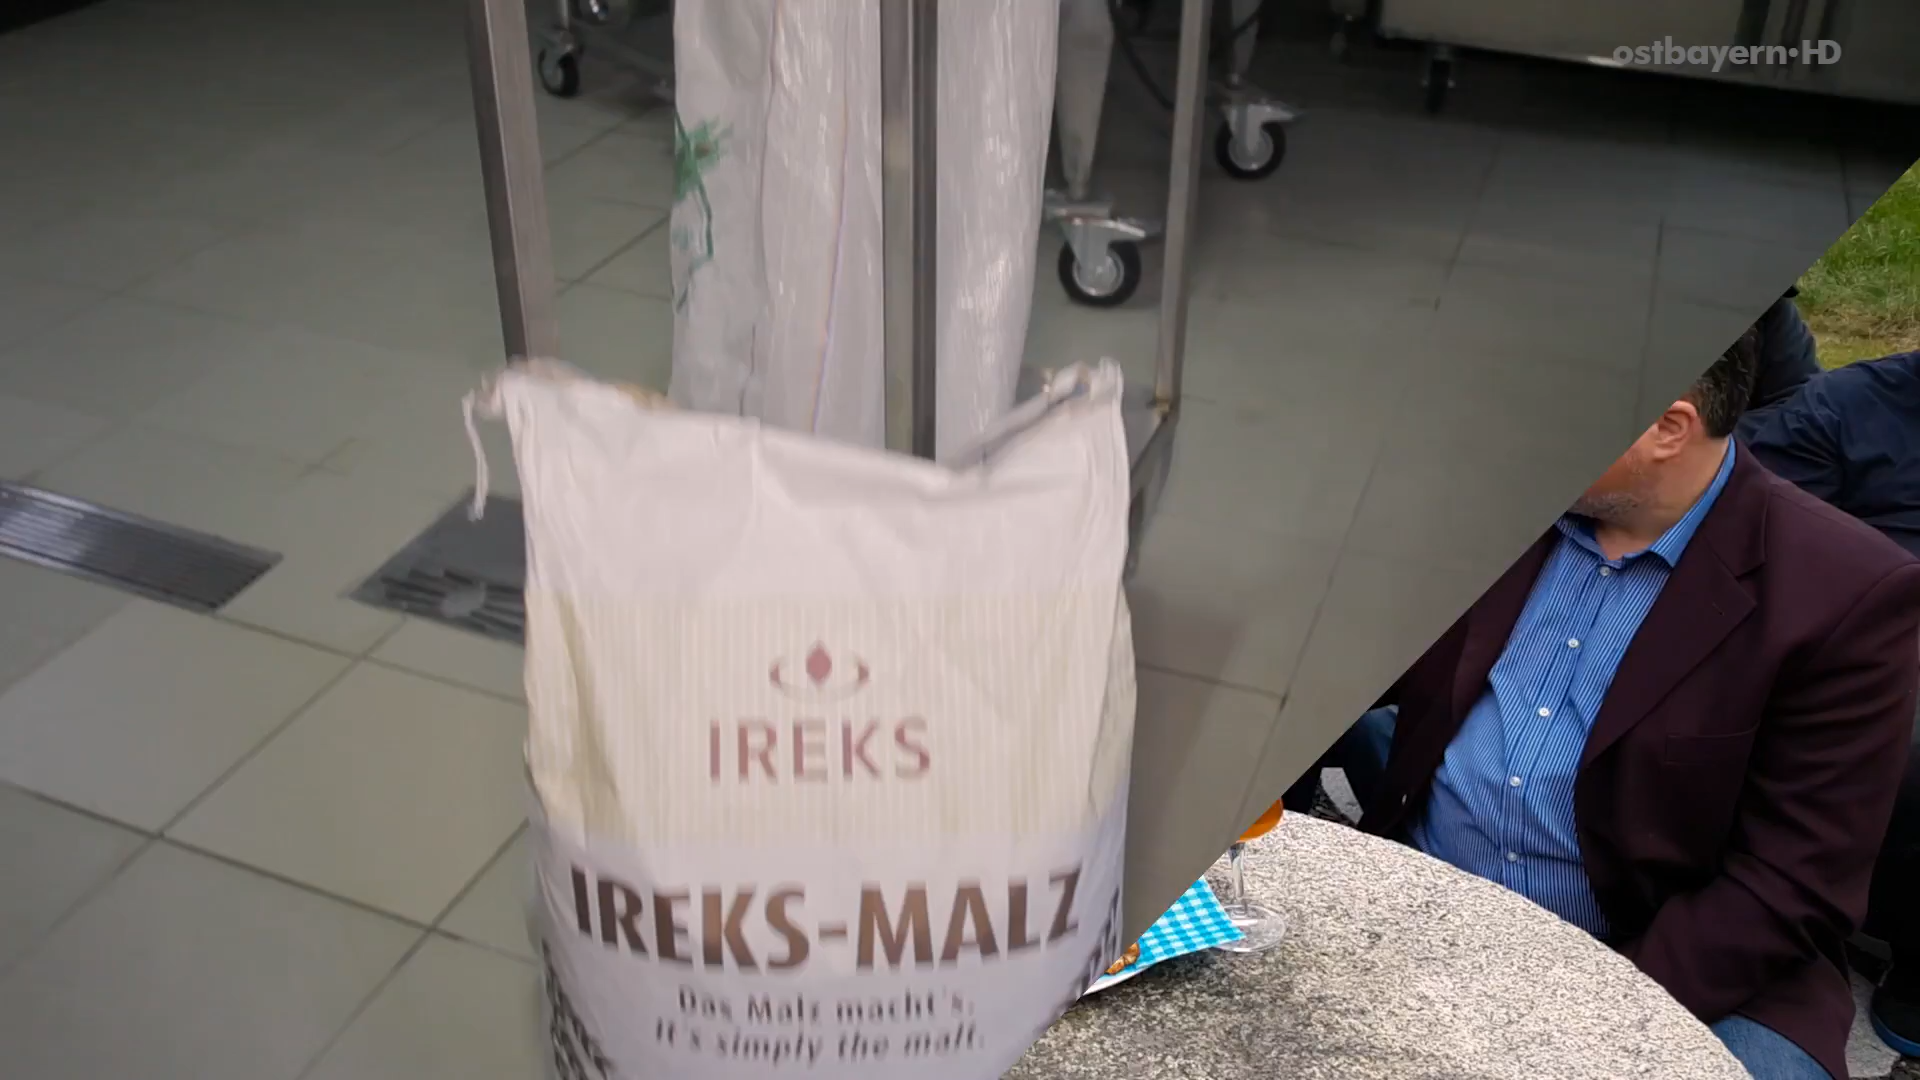 ostbayern•HD
IREKS
IREKS-MALZ
Das Malz macht's.
It's simply the malt.